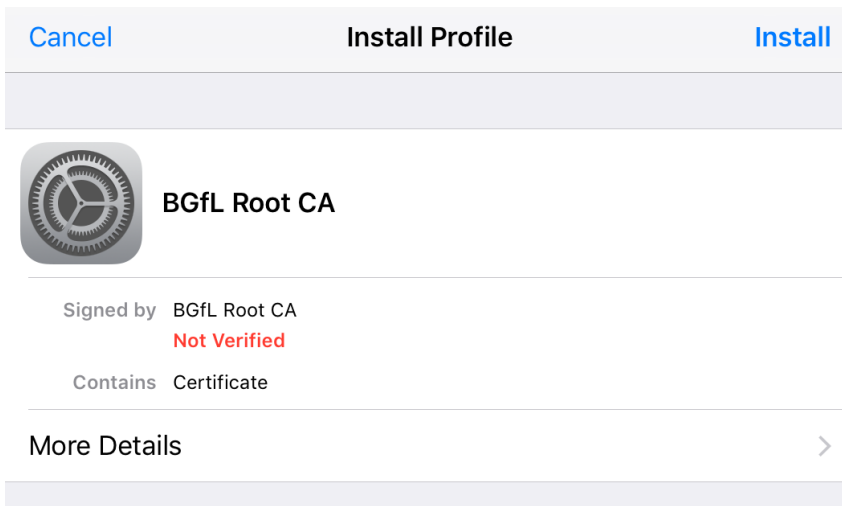 Cancel Install Profile Install
BGfL Root CA
Signed by BGfL Root CA
Not Verified
Contains Certificate
More Details